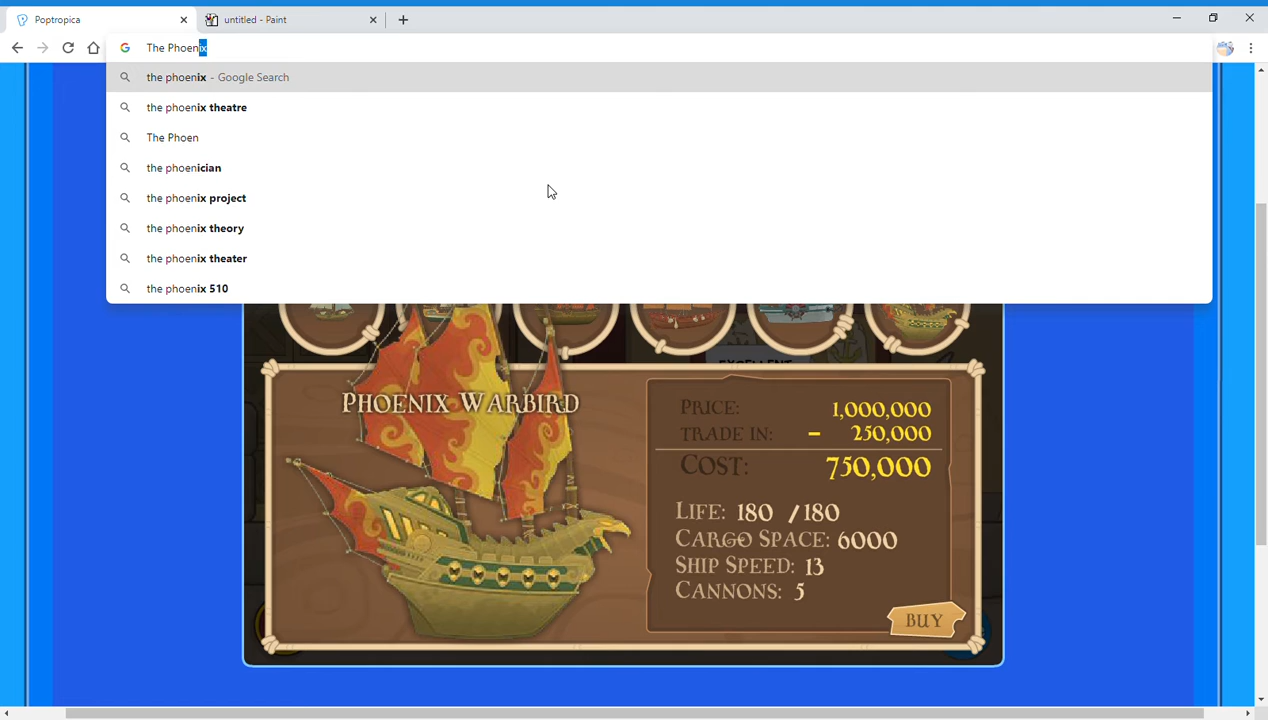 Poptropica
untitled - Paint
The Phoenix
the phoenix - Google Search
the phoenix theatre
The Phoen
the phoenician
the phoenix project
the phoenix theory
the phoenix theater
the phoenix 510
EXCELLENT
PHOENIX WARBIRD
PRICE: 1,000,000
TRADE IN: - 250,000
COST: 750,000
LIFE: 180 /180
CARGO SPACE: 6000
SHIP SPEED: 13
CANNONS: 5
BUY